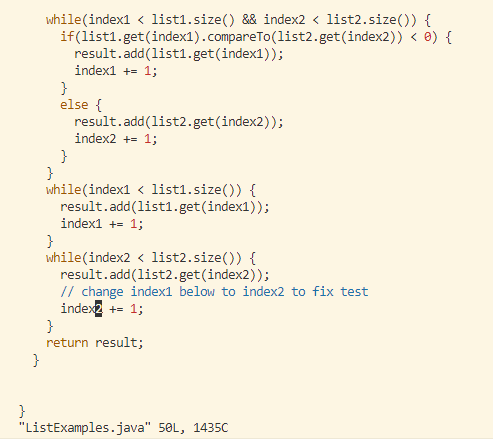 while(index1 < list1.size() && index2 < list2.size()) {
if(list1.get(index1).compareTo(list2.get(index2)) < 0) {
result.add(list1.get(index1));
index1 += 1;
}
else {
result.add(list2.get(index2));
index2 += 1;
}
}
while(index1 < list1.size()) {
result.add(list1.get(index1));
index1 += 1;
}
while(index2 < list2.size()) {
result.add(list2.get(index2));
// change index1 below to index2 to fix test
index2 += 1;
}
return result;
}
}
"ListExamples.java" 50L, 1435C